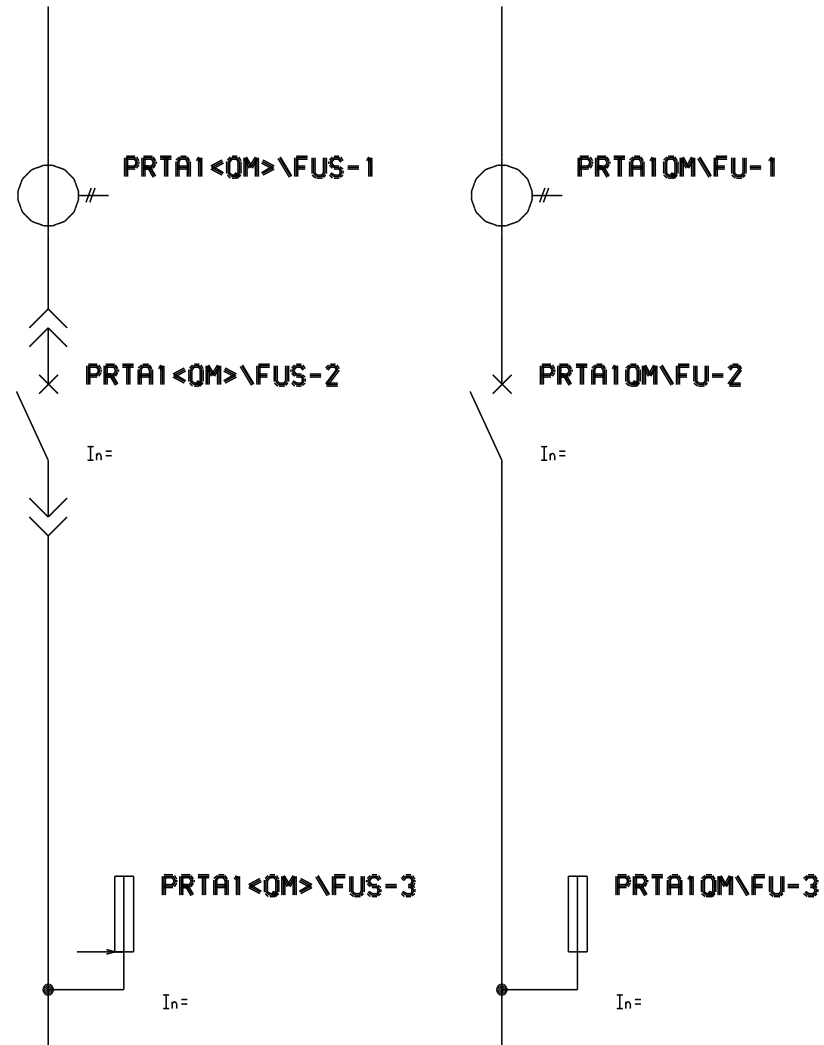 PRTA1<QM>\FUS-1
PRTA1QM\FU-1
PRTA1<QM>\FUS-2
PRTA1QM\FU-2
In=
In=
PRTA1<QM>\FUS-3
PRTA1QM\FU-3
In=
In=